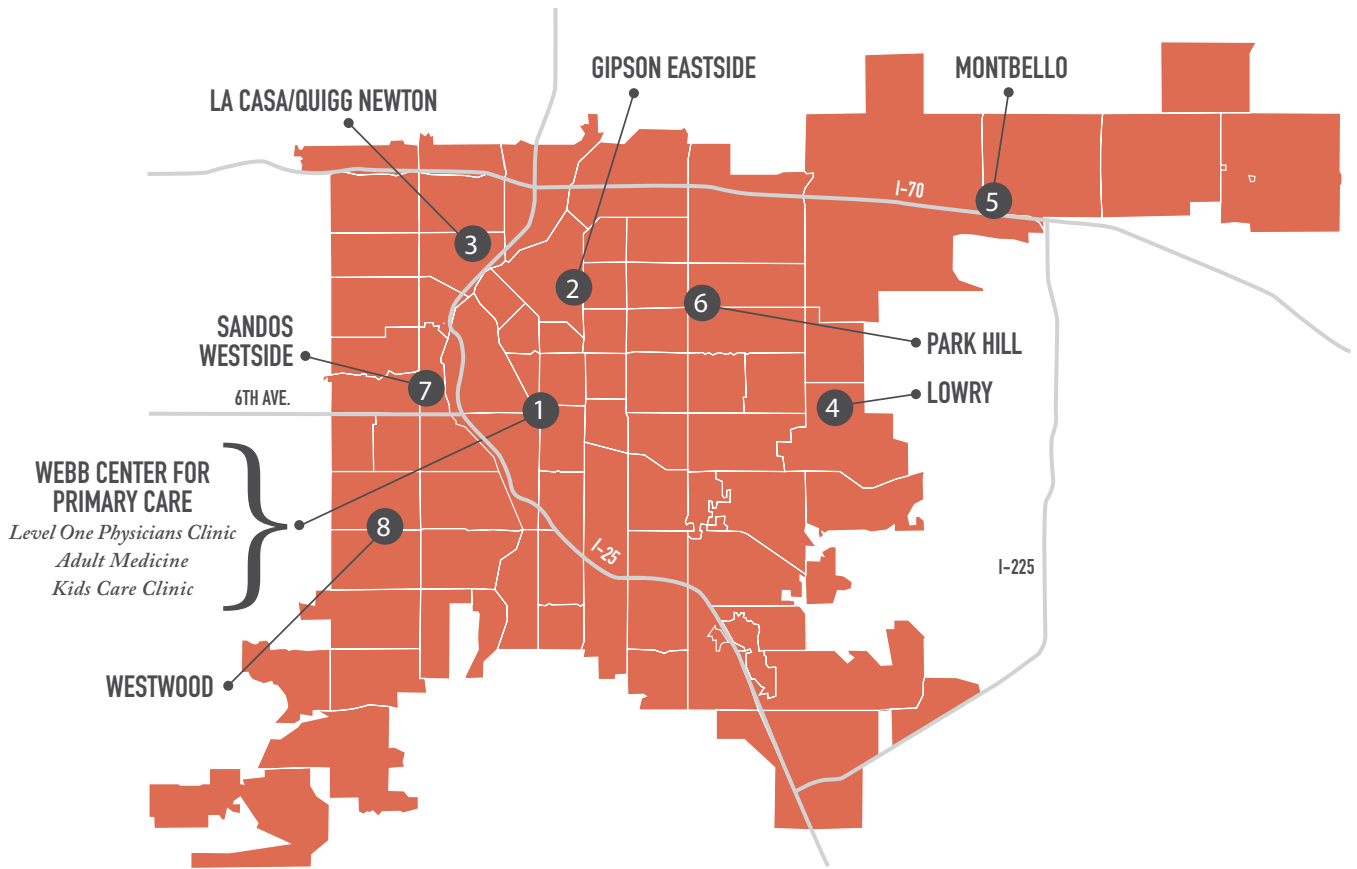 GIPSON EASTSIDE
MONTBELLO
LA CASA/QUIGG NEWTON
I-70
5
3
2
6
SANDOS
WESTSIDE
PARK HILL
7
6TH AVE.
LOWRY
1
4
WEBB CENTER FOR
PRIMARY CARE
Level One Physicians Clinic
Adult Medicine
Kids Care Clinic
8
I-25
I-225
WESTWOOD